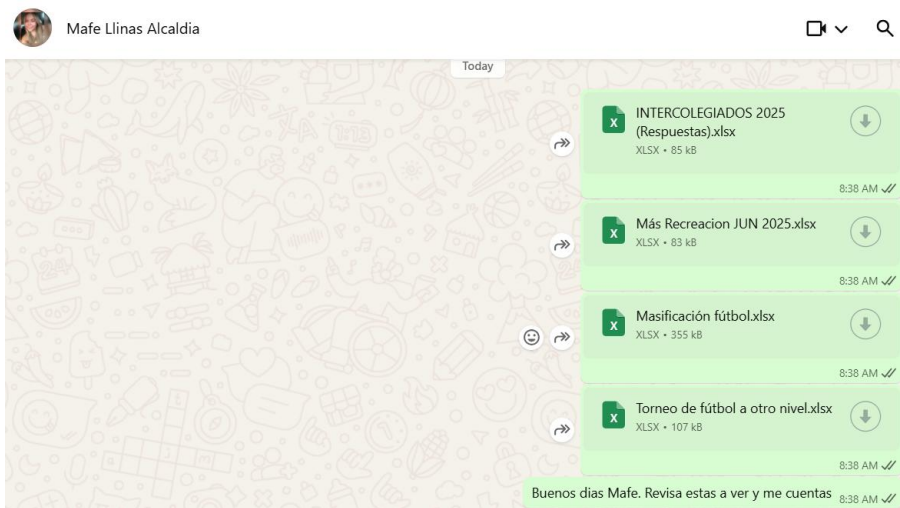 Mafe Llinas Alcaldia
Today
INTERCOLEGIADOS 2025
(Respuestas).xlsx
XLSX • 85 kB
8:38 AM
Más Recreacion JUN 2025.xlsx
XLSX • 83 kB
8:38 AM
Masificación fútbol.xlsx
XLSX • 355 kB
8:38 AM
Torneo de fútbol a otro nivel.xlsx
XLSX • 107 kB
8:38 AM
Buenos dias Mafe. Revisa estas a ver y me cuentas 8:38 AM